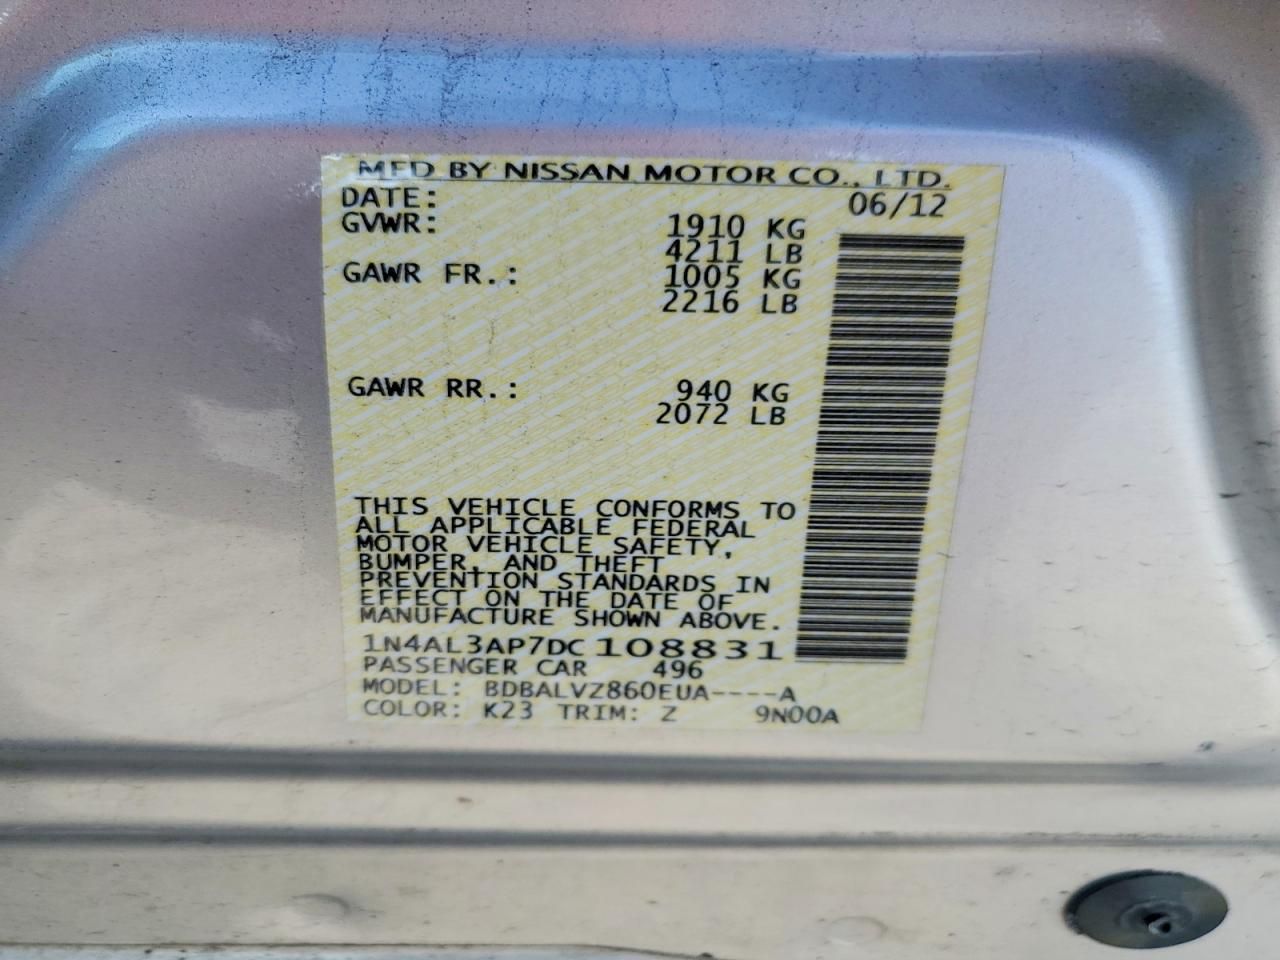 MFD BY NISSAN MOTOR CO., LTD.
DATE: 06/12
GVWR: 1910 KG
4211 LB
GAWR FR.: 1005 KG
2216 LB
GAWR RR.: 940 KG
2072 LB
THIS VEHICLE CONFORMS TO
ALL APPLICABLE FEDERAL
MOTOR VEHICLE SAFETY,
BUMPER, AND THEFT
PREVENTION STANDARDS IN
EFFECT ON THE DATE OF
MANUFACTURE SHOWN ABOVE.
1N4AL3AP7DC108831
PASSENGER CAR 496
MODEL: BDBALVZ860EUA----A
COLOR: K23 TRIM: Z 9N00A